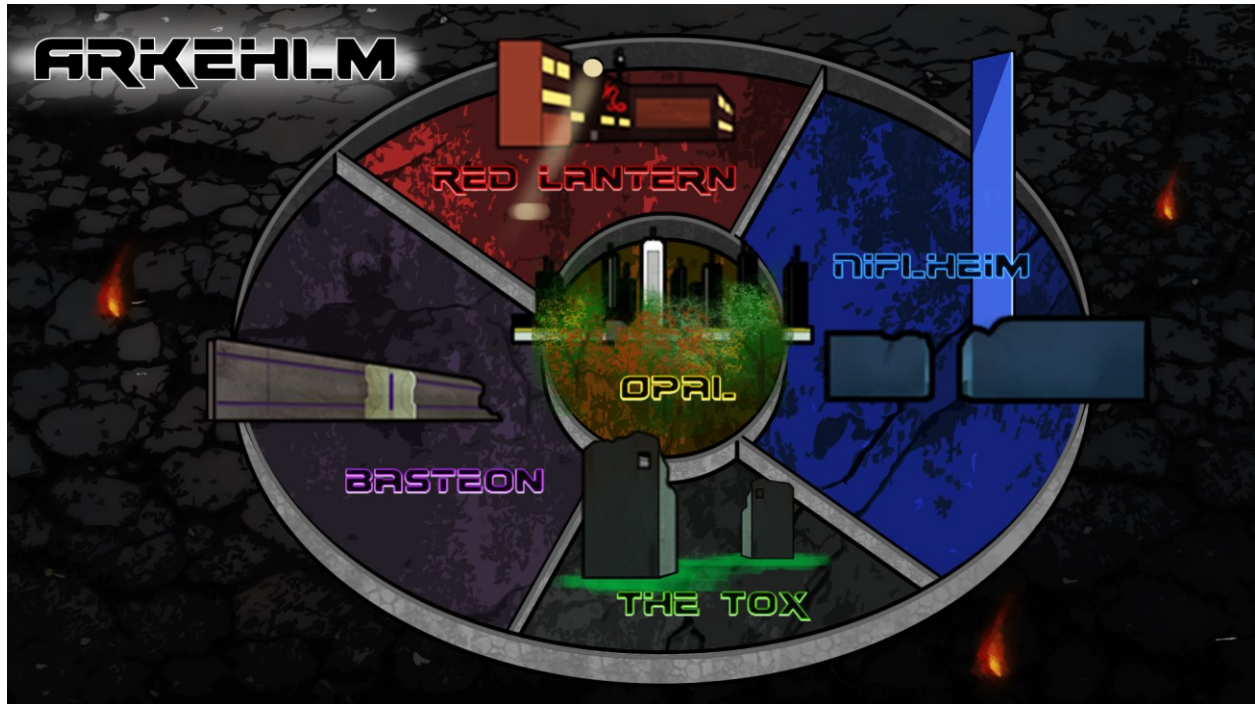 ARKEHLM
RED LANTERN
NIFLHEIM
OPAL
BASTEON
THE TOX